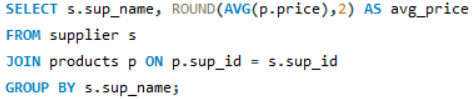 SELECT s.sup_name, ROUND(AVG(p.price),2) AS avg_price
FROM supplier s
JOIN products p ON p.sup_id = s.sup_id
GROUP BY s.sup_name;